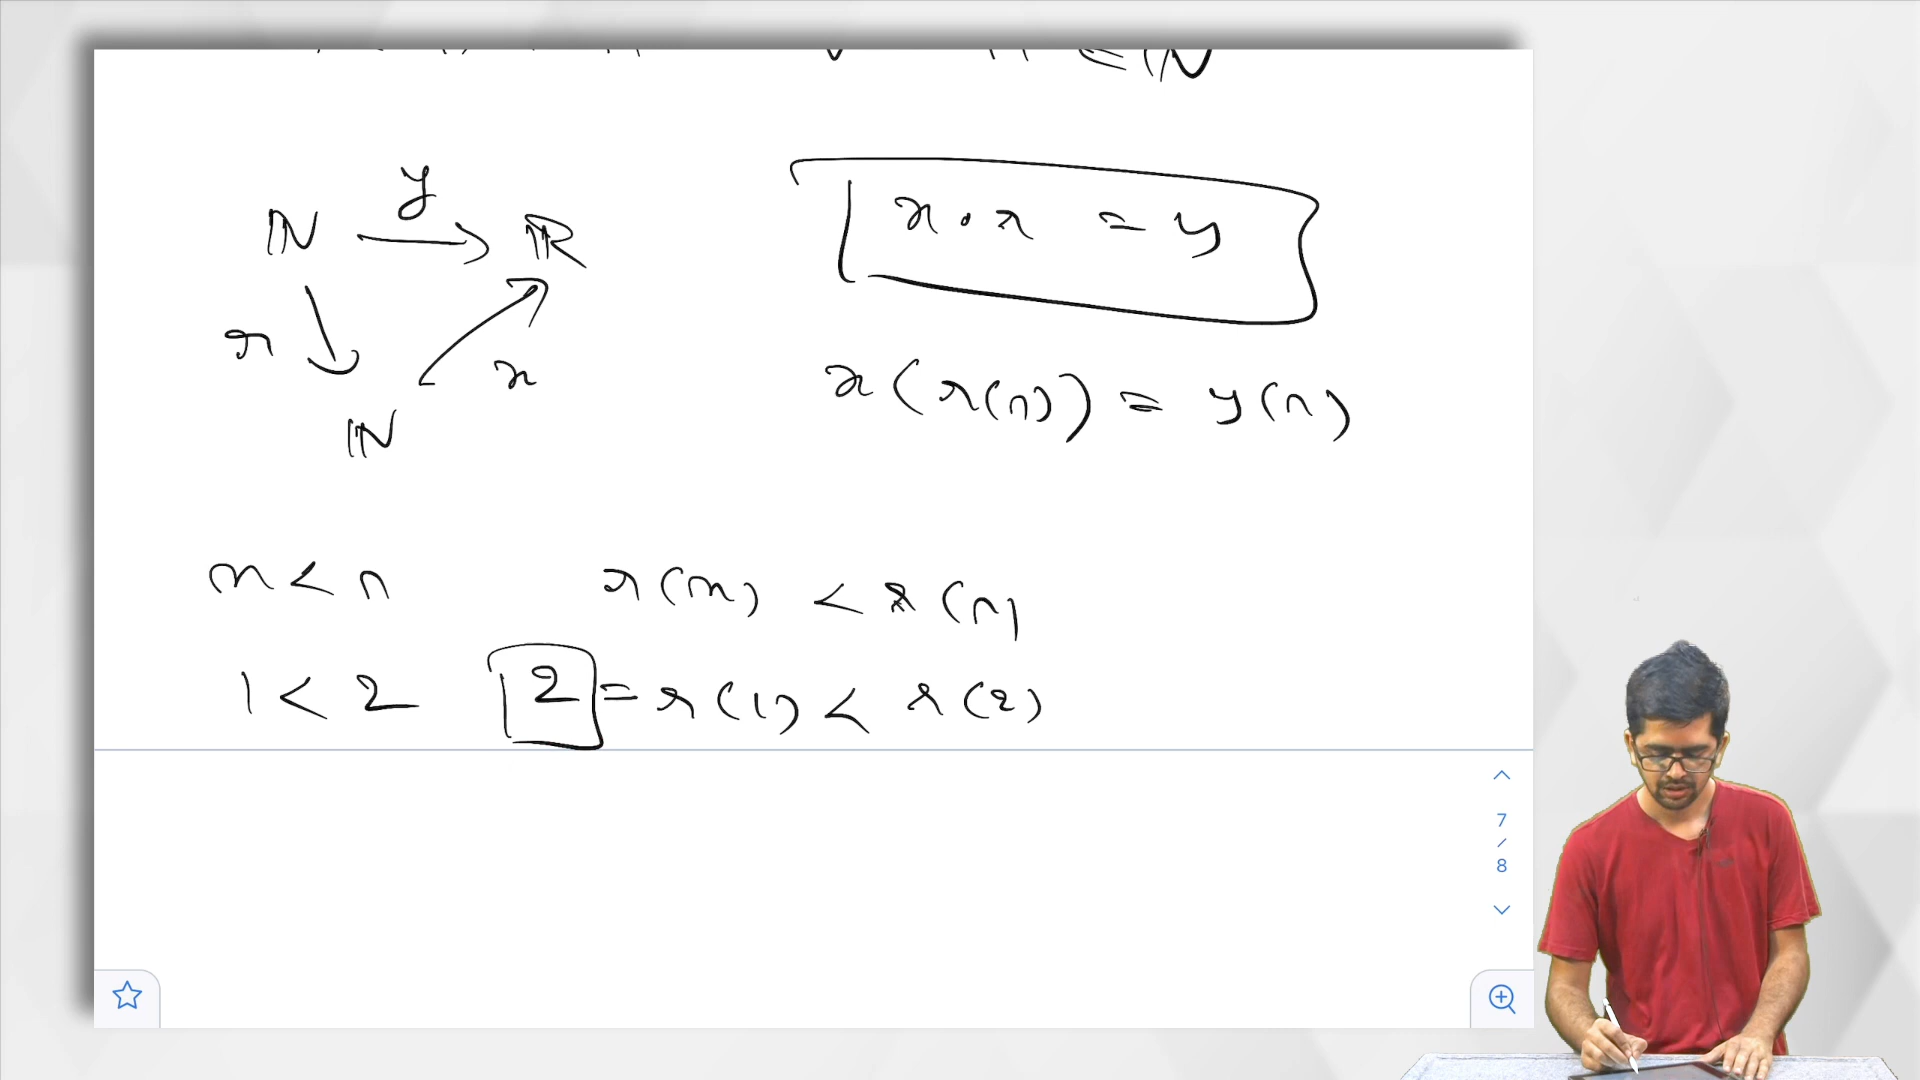 ∈ ℕ
y
ℕ → ℝ
x∘r = y
r
x
x(r(n)) = y(n)
ℕ
m < n r(m) < r(n)
1 < 2 2 = r(1) < r(2)
7
/
8